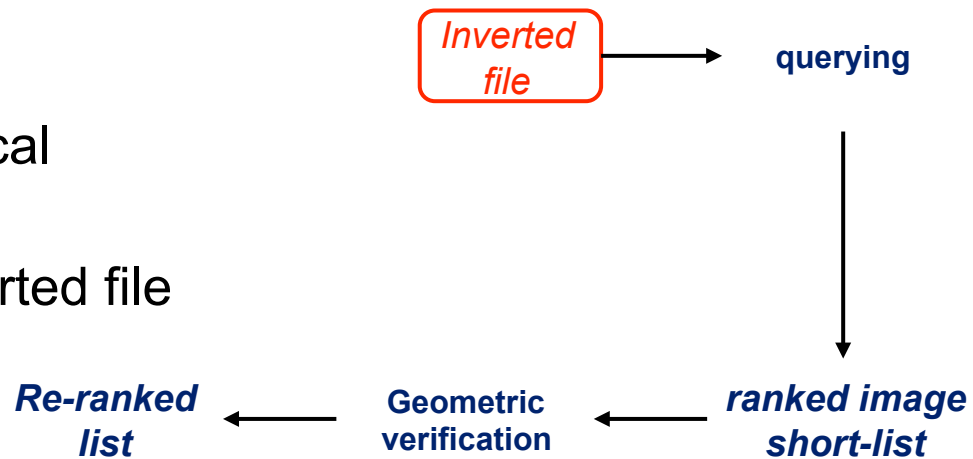 Inverted
file
querying
cal
rted file
Re-ranked
list
Geometric
verification
ranked image
short-list